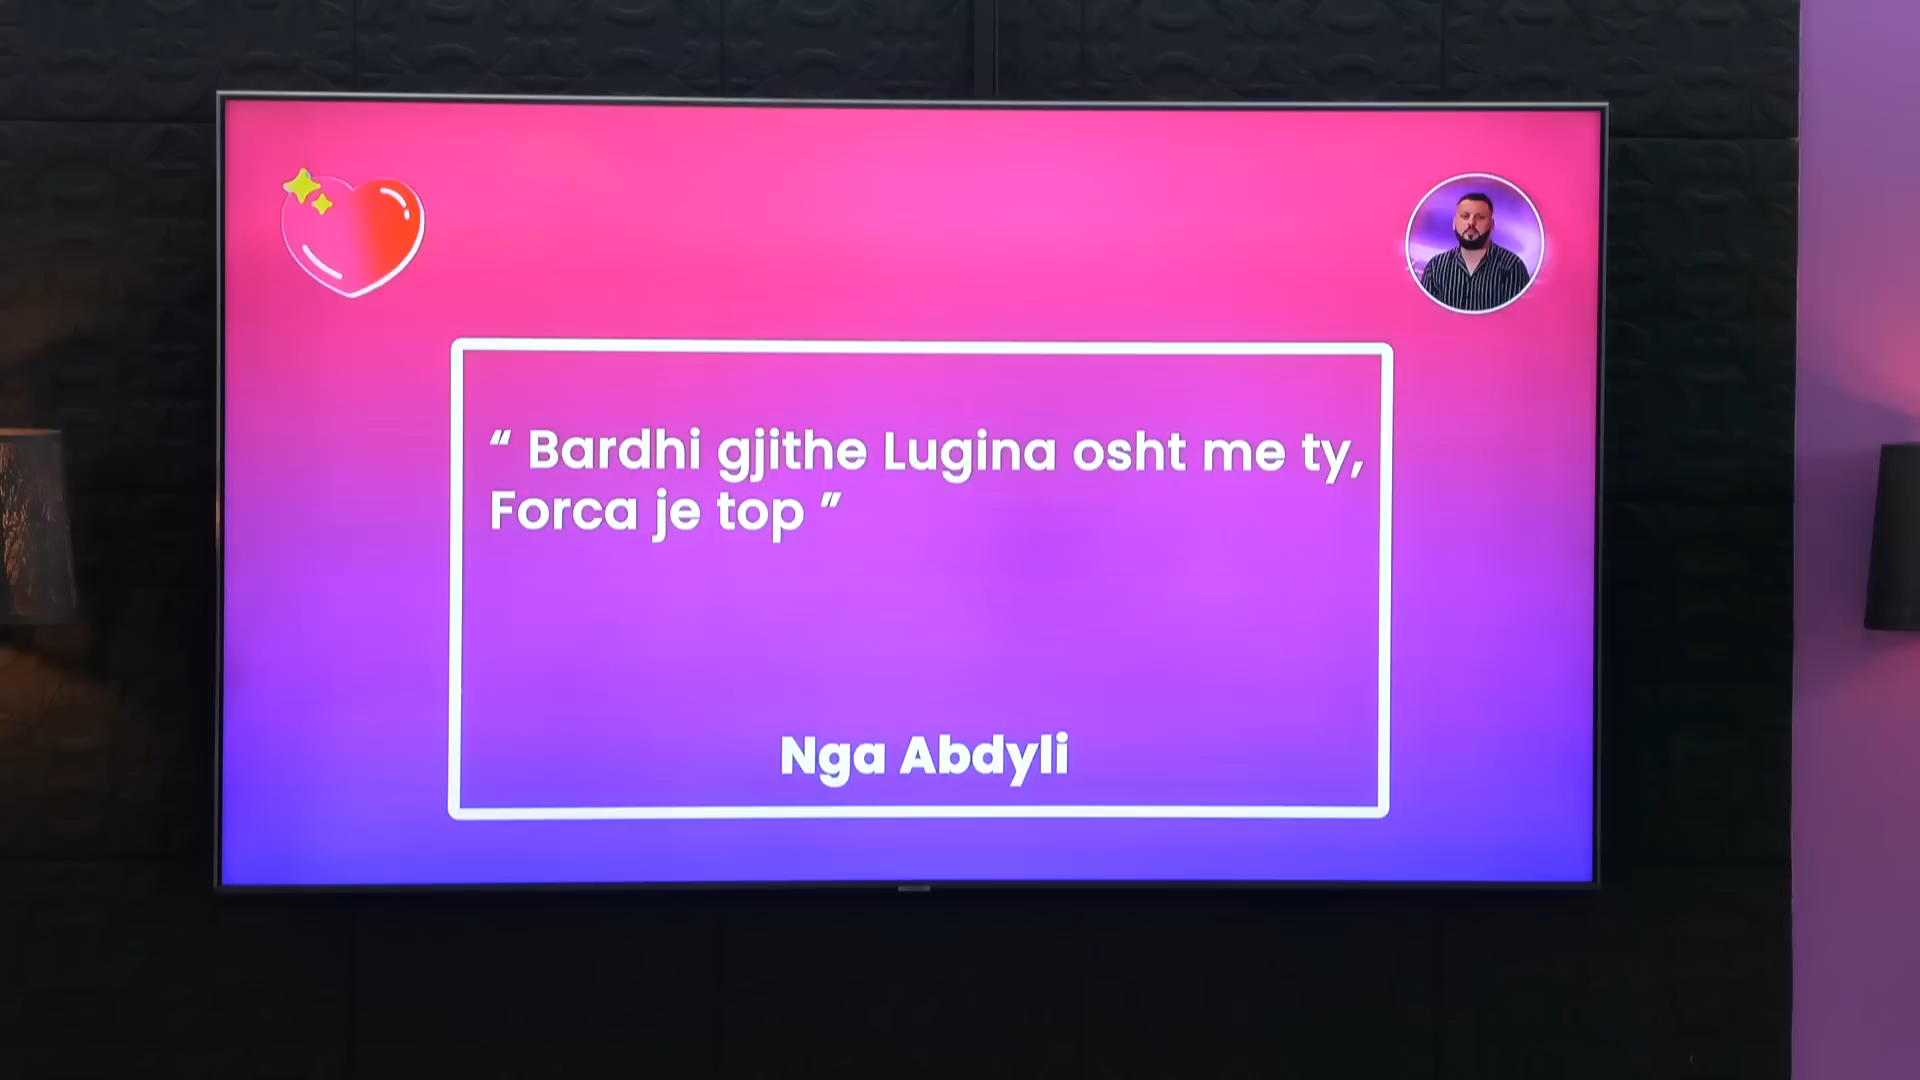 “ Bardhi gjithe Lugina osht me ty,
Forca je top ”
Nga Abdyli